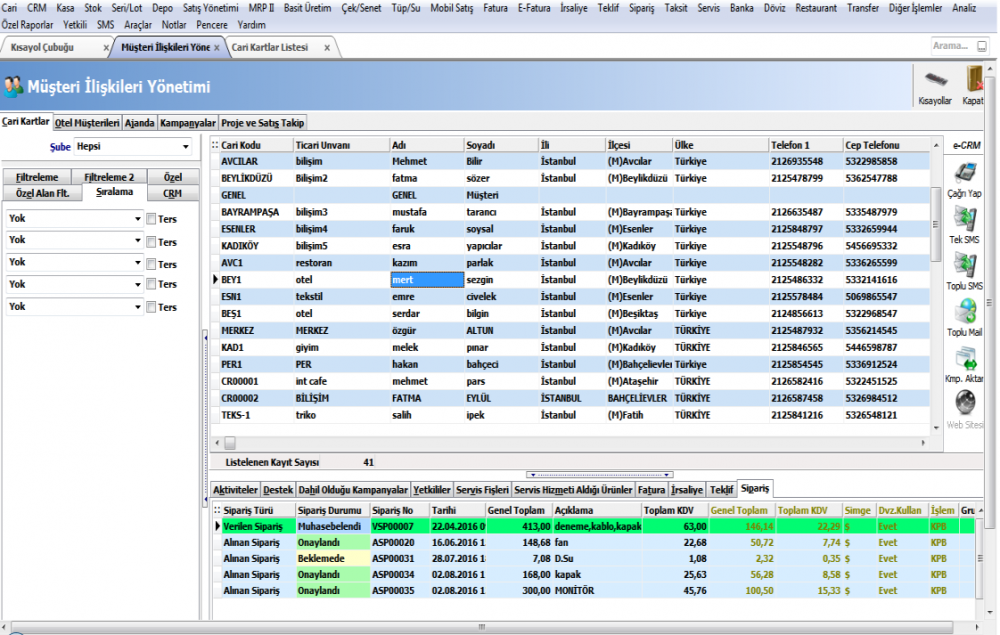 Cari CRM Kasa Stok Seri/Lot Depo Satış Yönetimi MRP II Basit Üretim Çek/Senet Tüp/Su Mobil Satış Fatura E-Fatura İrsaliye Teklif Sipariş Taksit Servis Banka Döviz Restaurant Transfer Diğer İşlemler Analiz
Özel Raporlar Yetkili SMS Araçlar Notlar Pencere Yardım
Kısayol Çubuğu x Müşteri İlişkileri Yöne x Cari Kartlar Listesi x Arama...
Müşteri İlişkileri Yönetimi Kısayollar Kapat
Cari Kartlar Otel Müşterileri Ajanda Kampanyalar Proje ve Satış Takip
Şube Hepsi
Filtreleme Filtreleme 2 Özel
Özel Alan Flt. Sıralama CRM
Yok Ters
Yok Ters
Yok Ters
Yok Ters
Yok Ters
Cari Kodu Ticari Unvanı Adı Soyadı İli İlçesi Ülke Telefon 1 Cep Telefonu
AVCILAR bilişim Mehmet Bilir İstanbul (M)Avcılar Türkiye 2126935548 5322985858
BEYLİKDÜZÜ Bilişim2 fatma sözer İstanbul (M)Beylikdüzü Türkiye 2125478799 5362547788
GENEL GENEL Müşteri
BAYRAMPAŞA bilişim3 mustafa tarancı İstanbul (M)Bayrampaşa Türkiye 2126635487 5335487979
ESENLER bilişim4 faruk soysal İstanbul (M)Esenler Türkiye 2125848797 5332659944
KADIKÖY bilişim5 esra yapıcılar İstanbul (M)Kadıköy Türkiye 2125548796 5456695332
AVC1 restoran kazım parlak İstanbul (M)Avcılar Türkiye 2125548282 5336265599
BEY1 otel mert sezgin İstanbul (M)Beylikdüzü Türkiye 2125486332 5332141616
ESN1 tekstil emre civelek İstanbul (M)Esenler Türkiye 2125578484 5069865547
BEŞ1 otel serdar bilgin İstanbul (M)Beşiktaş Türkiye 2124856613 5322968547
MERKEZ MERKEZ özgür ALTUN İstanbul (M)Avcılar TÜRKİYE 2125487932 5356214545
KAD1 giyim melek pınar İstanbul (M)Kadıköy TÜRKİYE 2125846565 5446598787
PER1 PER hakan bahçeci İstanbul (M)Bahçelievler TÜRKİYE 2125854545 5336912524
CR00001 int cafe mehmet pars İstanbul (M)Ataşehir TÜRKİYE 2126582416 5322451525
CR00002 BİLİŞİM FATMA EYLÜL İSTANBUL BAHÇELİEVLER TÜRKİYE 2126587458 5326984512
TEKS-1 triko salih ipek İstanbul (M)Fatih TÜRKİYE 2125841216 5326548121
e-CRM
Çağrı Yap
Tek SMS
Toplu SMS
Toplu Mail
Kmp. Aktar
Web Sitesi
Listelenen Kayıt Sayısı 41
Aktiviteler Destek Dahil Olduğu Kampanyalar Yetkililer Servis Fişleri Servis Hizmeti Aldığı Ürünler Fatura İrsaliye Teklif Sipariş
Sipariş Türü Sipariş Durumu Sipariş No Tarihi Genel Toplam Açıklama Toplam KDV Genel Toplam Toplam KDV Simge Dvz.Kullan İşlem Gru
Verilen Sipariş Muhasebelendi VSP00007 22.04.2016 0 413,00 deneme,kablo,kapak 63,00 146,14 22,29 $ Evet KPB
Alınan Sipariş Onaylandı ASP00020 16.06.2016 1 148,68 fan 22,68 50,72 7,74 $ Evet KPB
Alınan Sipariş Beklemede ASP00031 28.07.2016 1 7,08 D.Su 1,08 2,32 0,35 $ Evet KPB
Alınan Sipariş Onaylandı ASP00034 02.08.2016 1 168,00 kapak 25,63 56,28 8,58 $ Evet KPB
Alınan Sipariş Onaylandı ASP00035 02.08.2016 1 300,00 MONİTÖR 45,76 100,50 15,33 $ Evet KPB